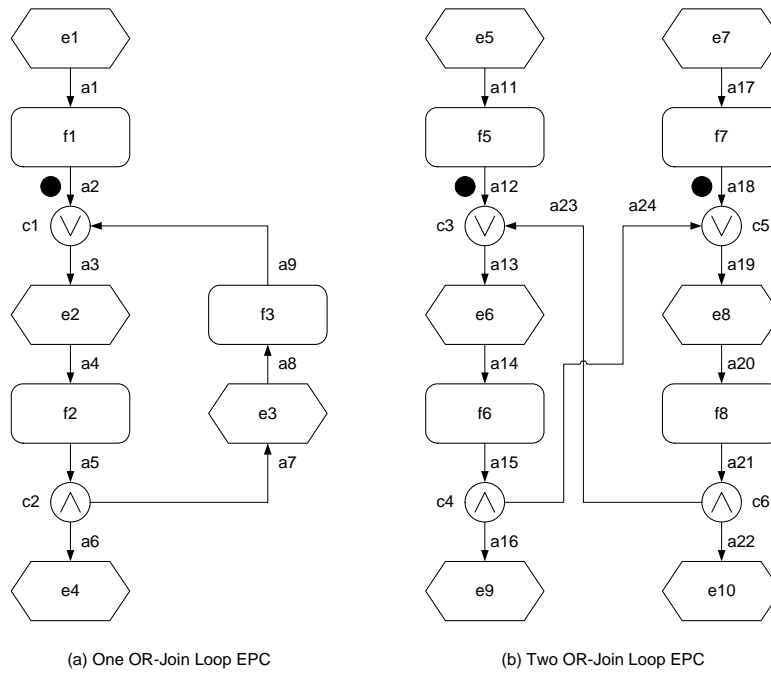 e1
e5
e7
a1
a11
a17
f1
f5
f7
a2
a12
a23
a24
a18
c1
c3
c5
a3
a9
a13
a19
e2
f3
e6
e8
a4
a8
a14
a20
f2
e3
f6
f8
a5
a7
a15
a21
c2
c4
c6
a6
a16
a22
e4
e9
e10
(a) One OR-Join Loop EPC
(b) Two OR-Join Loop EPC